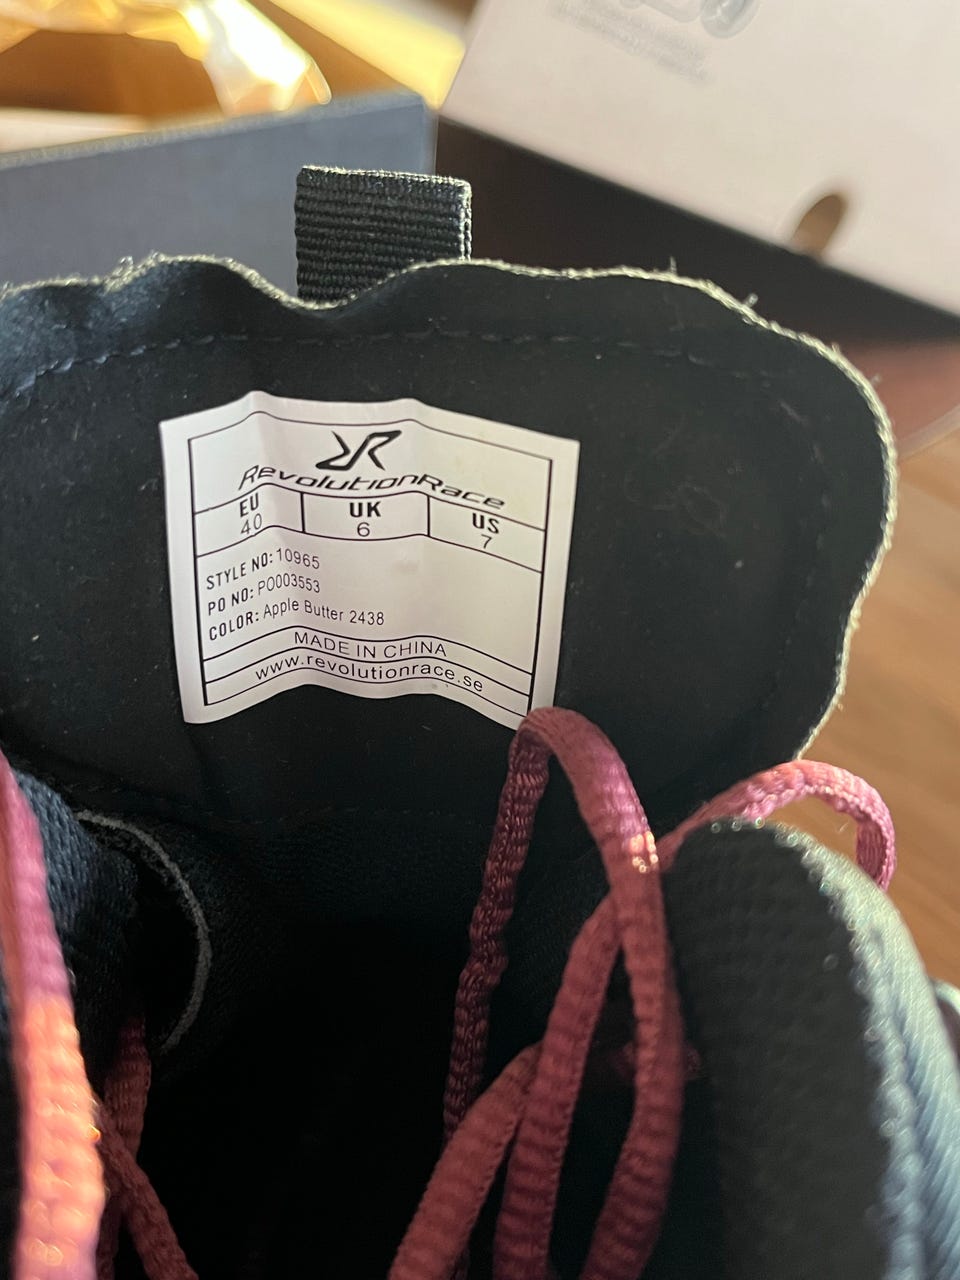 RevolutionRace
EU UK US
40 6 7
STYLE NO: 10965
PO NO: PO003553
COLOR: Apple Butter 2438
MADE IN CHINA
www.revolutionrace.se